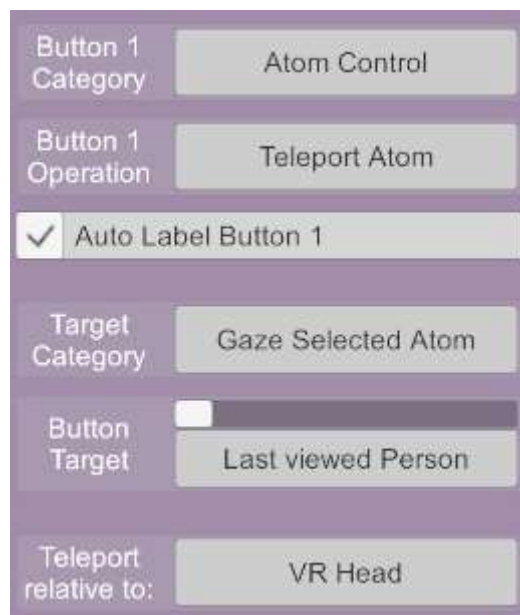 Button 1
Category
Atom Control
Button 1
Operation
Teleport Atom
Auto Label Button 1
Target
Category
Gaze Selected Atom
Button
Target
Last viewed Person
Teleport
relative to:
VR Head